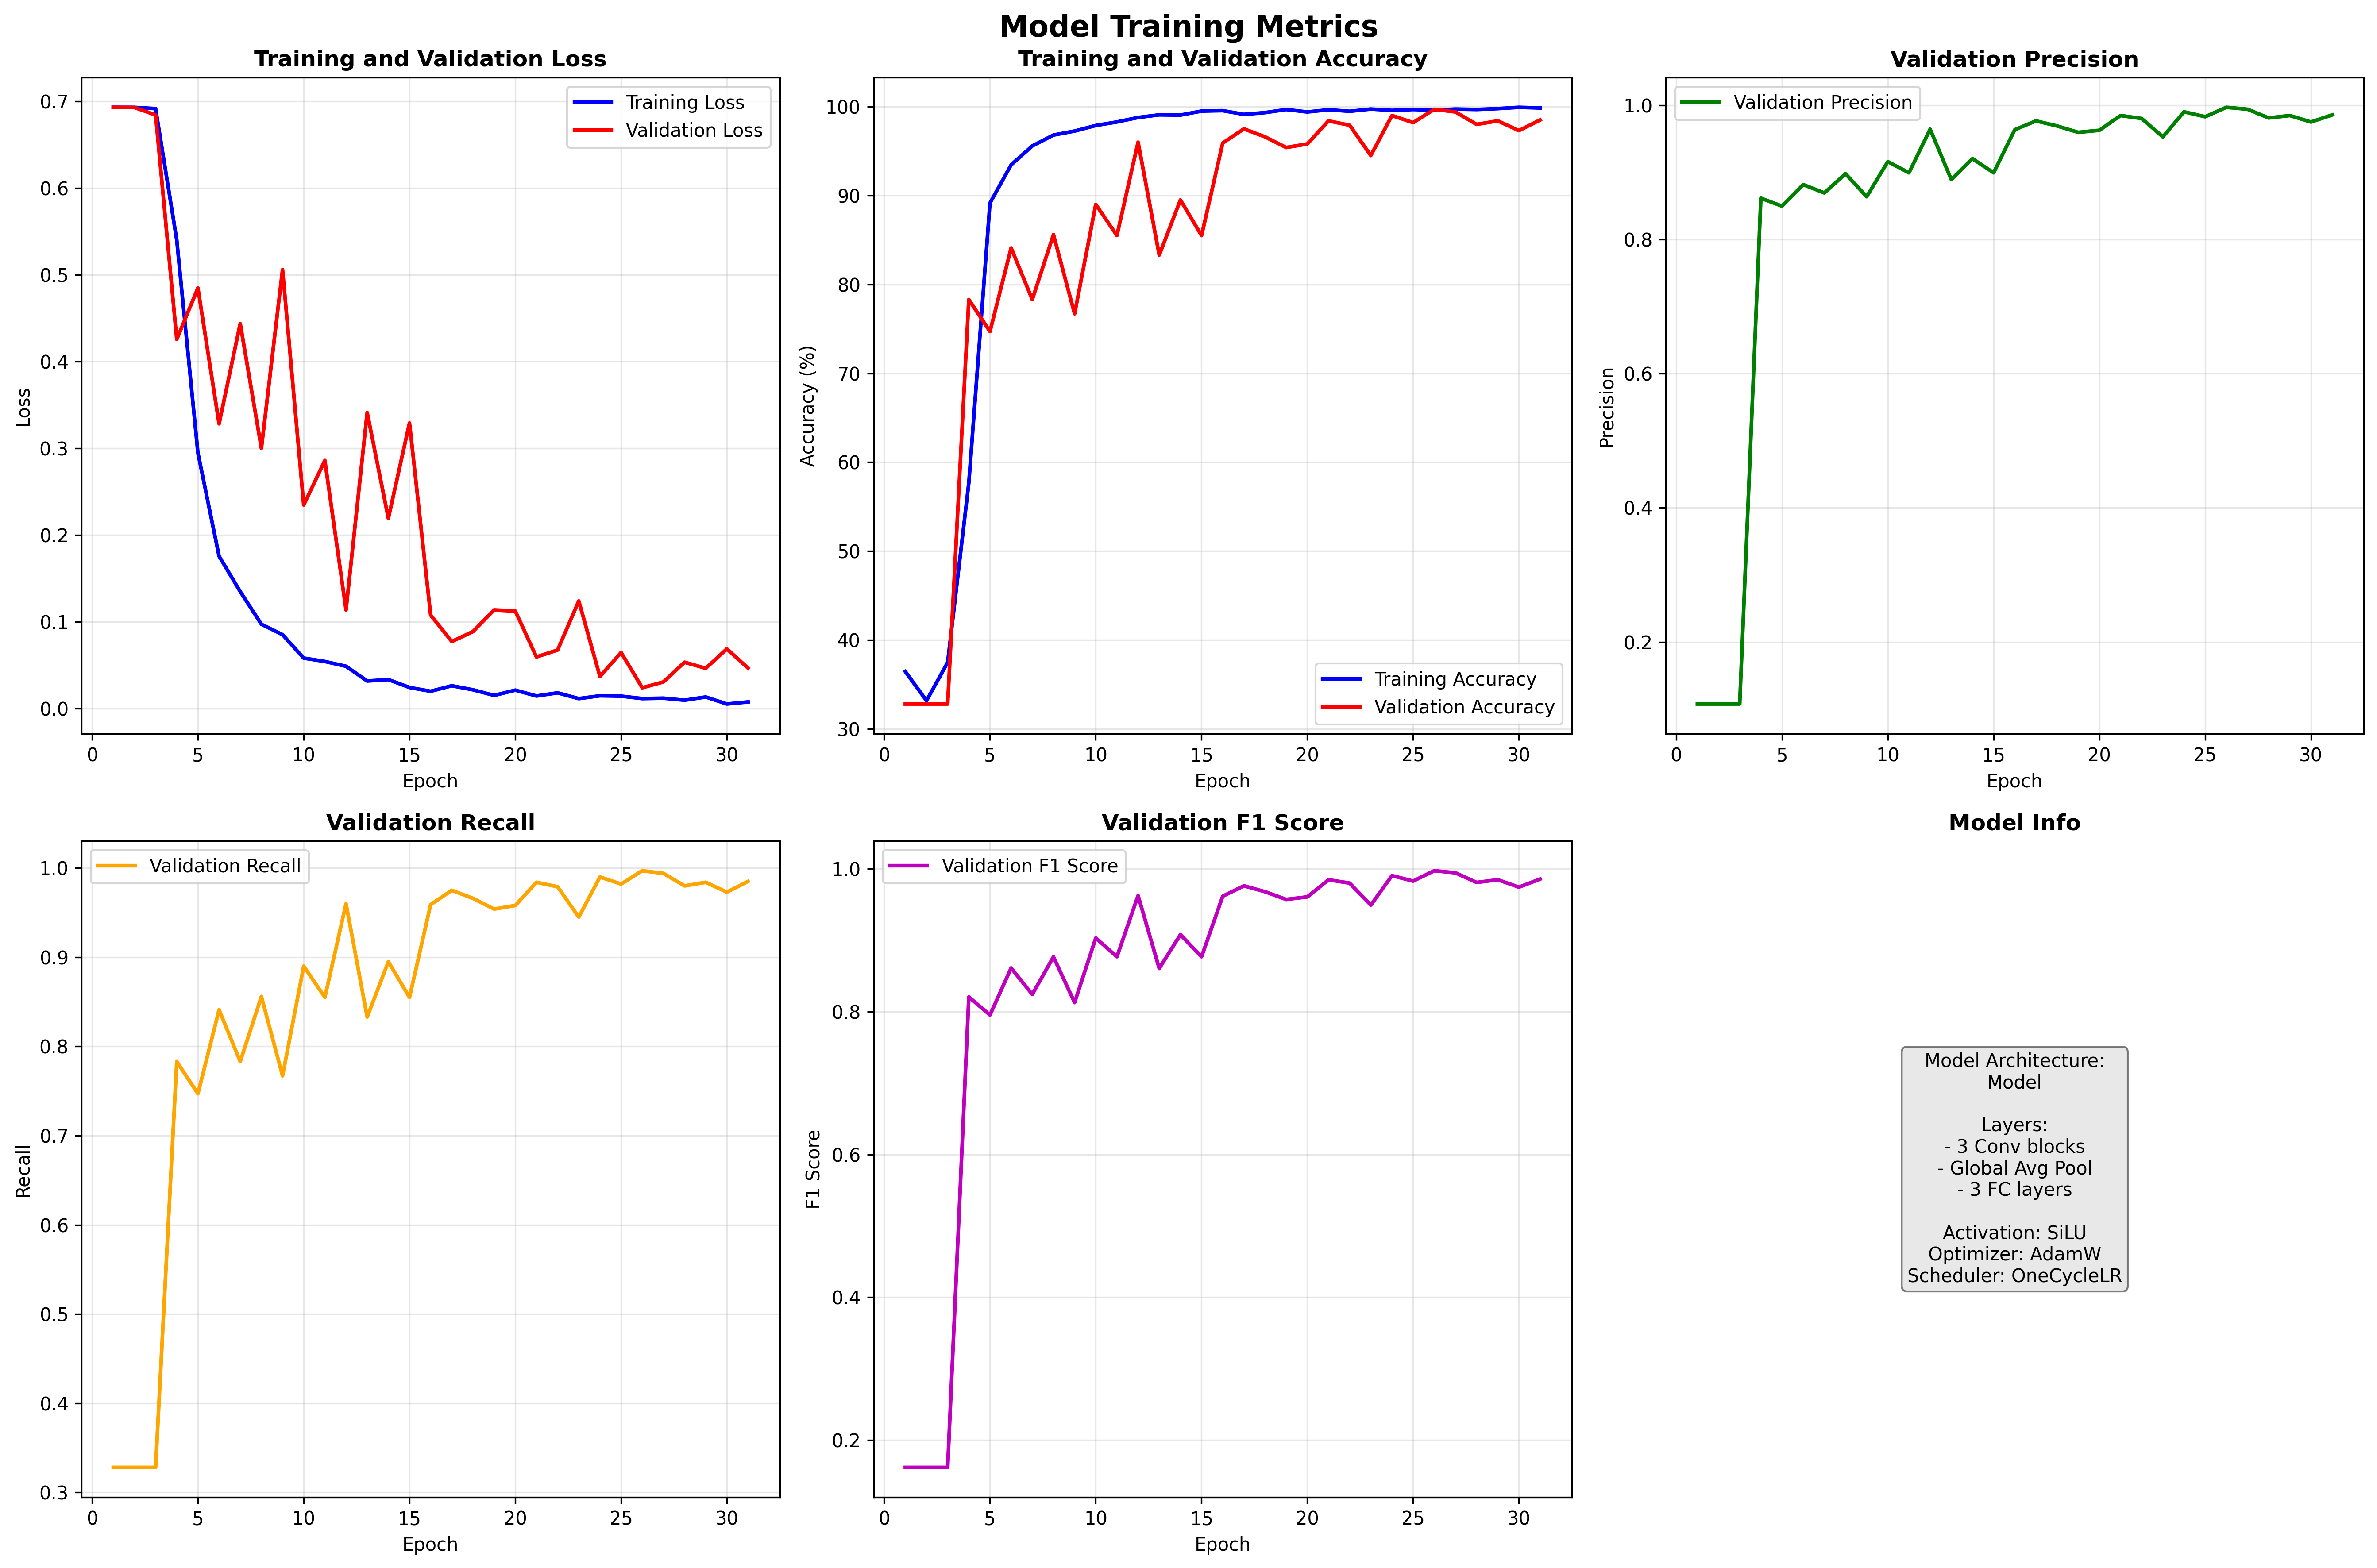 Model Training Metrics
Training and Validation Loss
Training Loss
Validation Loss
0.7
0.6
0.5
0.4
0.3
0.2
0.1
0.0
Loss
0 5 10 15 20 25 30
Epoch
Training and Validation Accuracy
100
90
80
70
60
50
40
30
Accuracy (%)
Training Accuracy
Validation Accuracy
0 5 10 15 20 25 30
Epoch
Validation Precision
Validation Precision
1.0
0.8
0.6
0.4
0.2
Precision
0 5 10 15 20 25 30
Epoch
Validation Recall
Validation Recall
1.0
0.9
0.8
0.7
0.6
0.5
0.4
0.3
Recall
0 5 10 15 20 25 30
Epoch
Validation F1 Score
Validation F1 Score
1.0
0.8
0.6
0.4
0.2
F1 Score
0 5 10 15 20 25 30
Epoch
Model Info
Model Architecture:
Model
Layers:
- 3 Conv blocks
- Global Avg Pool
- 3 FC layers
Activation: SiLU
Optimizer: AdamW
Scheduler: OneCycleLR